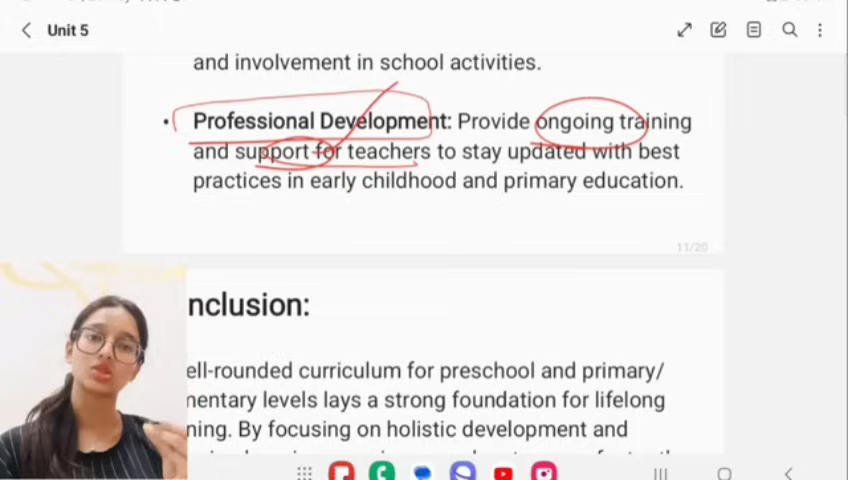 Unit 5
and involvement in school activities.
• Professional Development: Provide ongoing training
and support for teachers to stay updated with best
practices in early childhood and primary education.
11/20
nclusion:
ell-rounded curriculum for preschool and primary/
nentary levels lays a strong foundation for lifelong
ning. By focusing on holistic development and